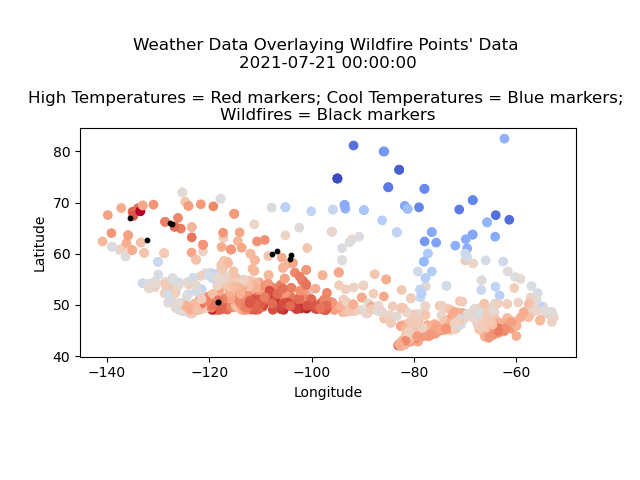 Weather Data Overlaying Wildfire Points' Data
2021-07-21 00:00:00
High Temperatures = Red markers; Cool Temperatures = Blue markers;
Wildfires = Black markers
80
70
60
50
40
Latitude
−140 −120 −100 −80 −60
Longitude